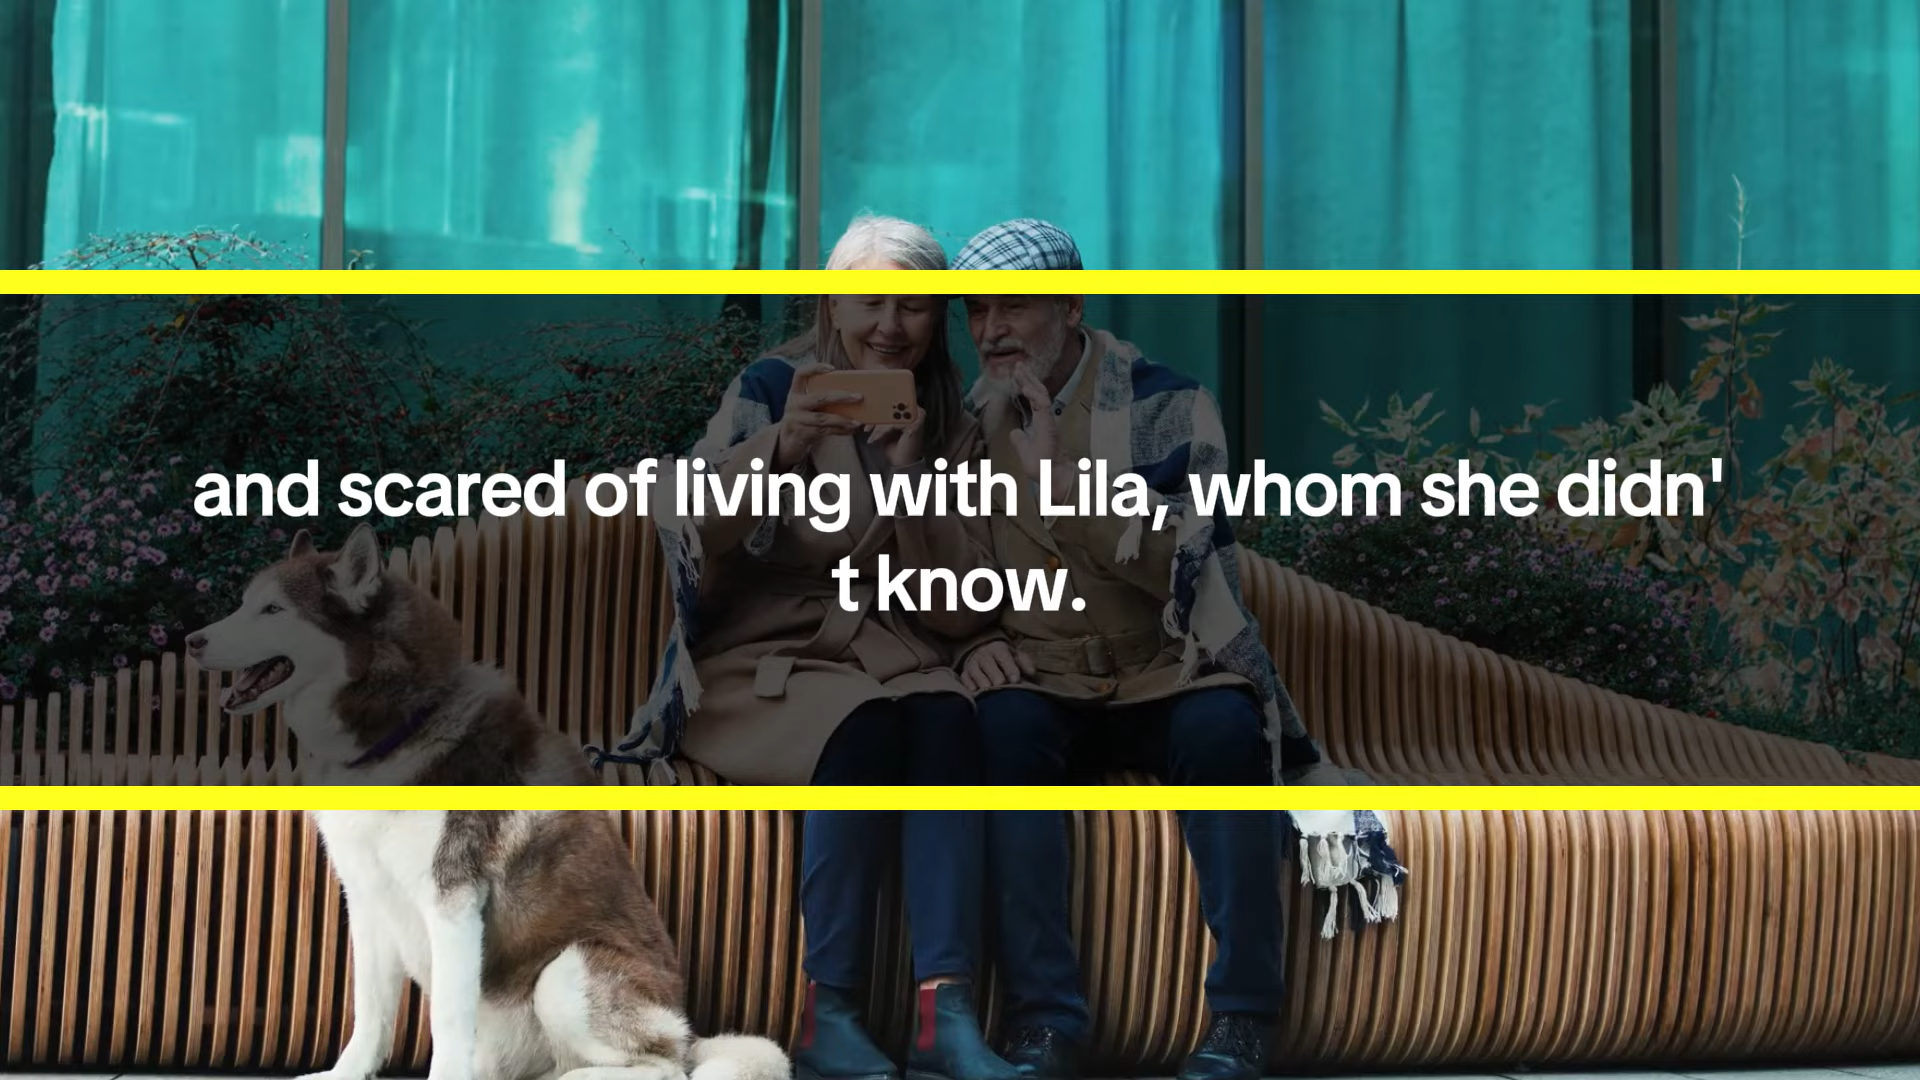 and scared of living with Lila, whom she didn'
t know.